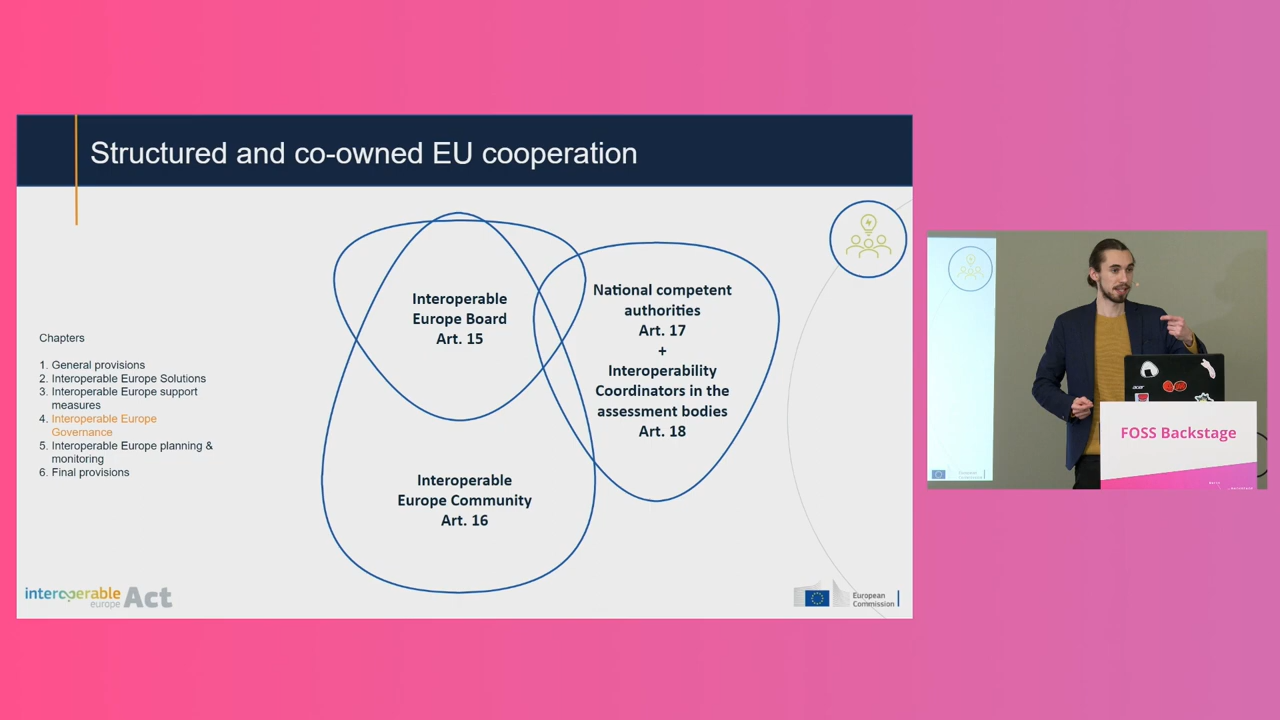 Structured and co-owned EU cooperation
Chapters
1. General provisions
2. Interoperable Europe Solutions
3. Interoperable Europe support
measures
4. Interoperable Europe
Governance
5. Interoperable Europe planning &
monitoring
6. Final provisions
Interoperable
Europe Board
Art. 15
National competent
authorities
Art. 17
+
Interoperability
Coordinators in the
assessment bodies
Art. 18
Interoperable
Europe Community
Art. 16
interoperable
europe
Act
European
Commission
acer
FOSS Backstage
European
Commission